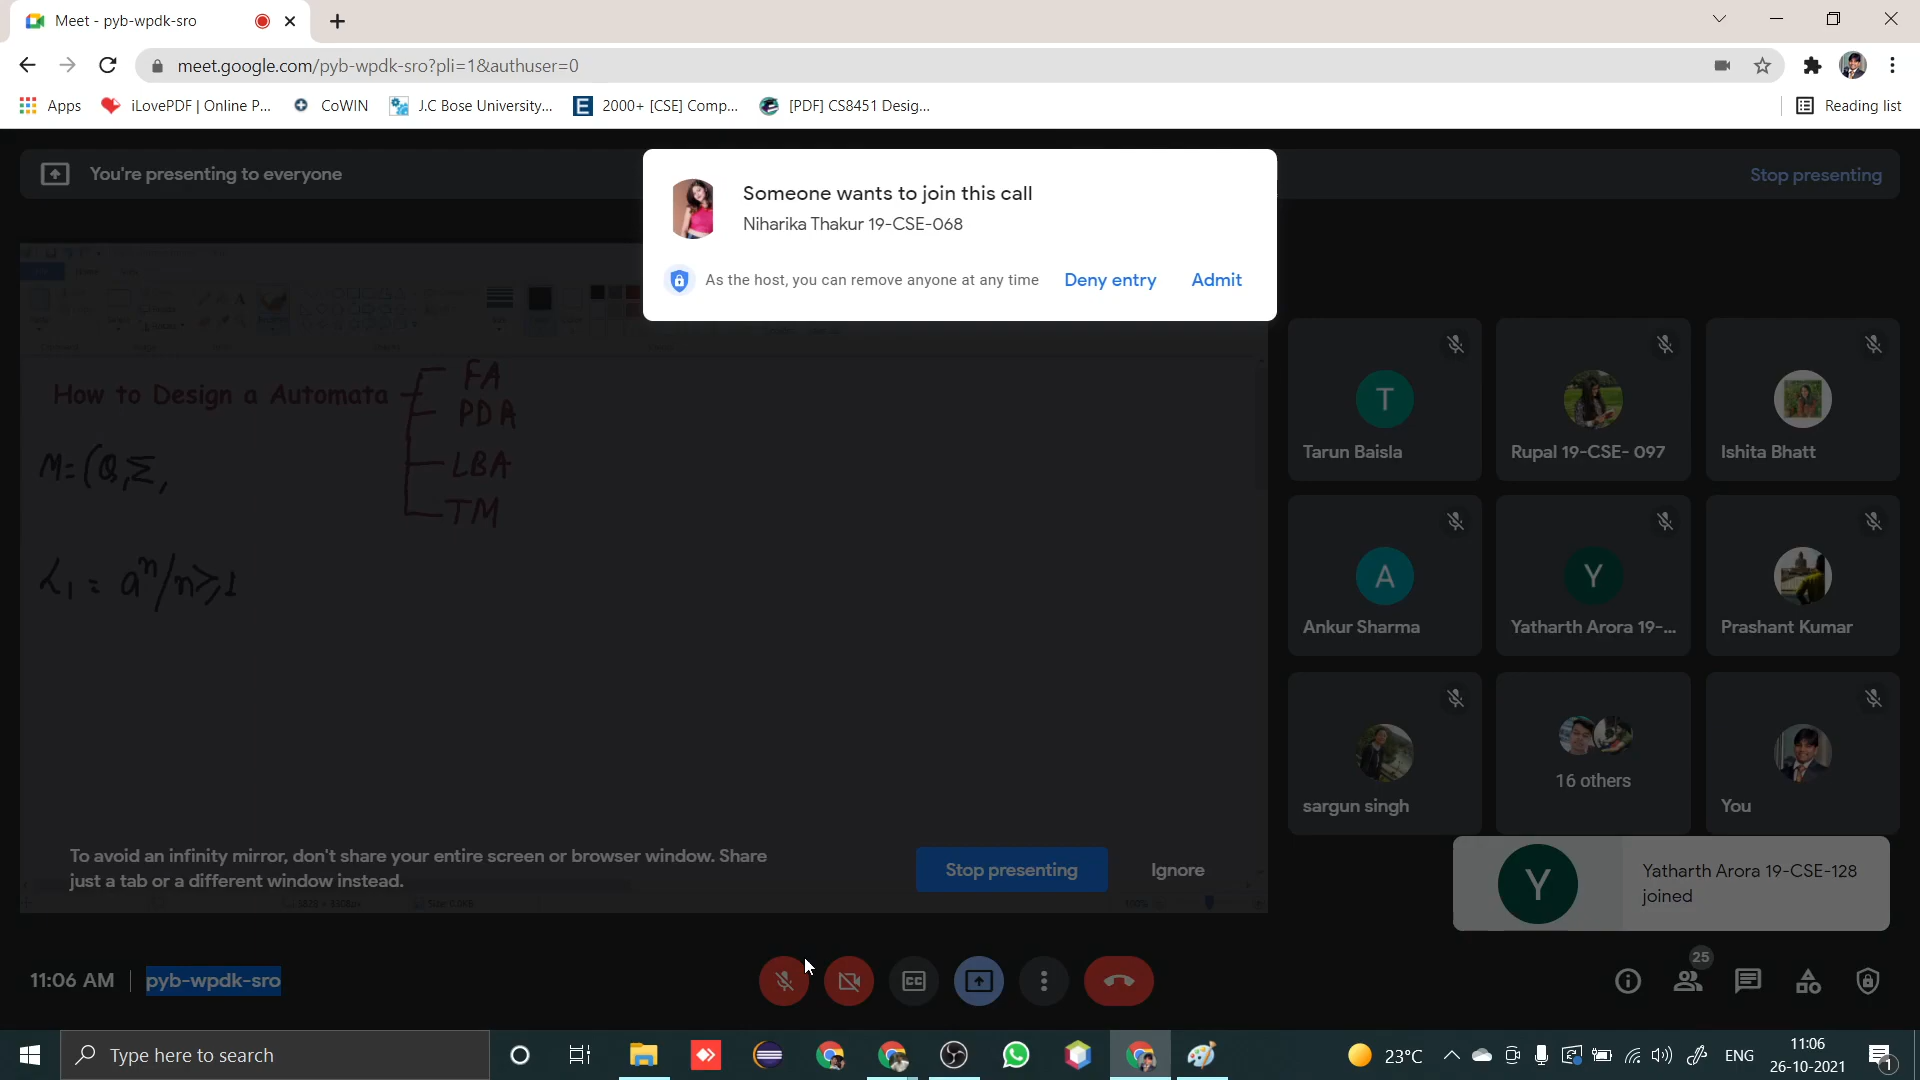 Meet - pyb-wpdk-sro
meet.google.com/pyb-wpdk-sro?pli=1&authuser=0
Apps
iLovePDF | Online P...
CoWIN
J.C Bose University...
2000+ [CSE] Comp...
[PDF] CS8451 Desig...
Reading list
You're presenting to everyone
Stop presenting
Someone wants to join this call
Niharika Thakur 19-CSE-068
As the host, you can remove anyone at any time
Deny entry
Admit
How to Design a Automata
FA
PDA
LBA
TM
M=(Q,Σ,
L₁ = aⁿ/n≥1
Tarun Baisla
Rupal 19-CSE- 097
Ishita Bhatt
A
Ankur Sharma
Y
Yatharth Arora 19-...
Prashant Kumar
T
sargun singh
16 others
You
To avoid an infinity mirror, don't share your entire screen or browser window. Share
just a tab or a different window instead.
Stop presenting
Ignore
Y
Yatharth Arora 19-CSE-128
joined
11:06 AM | pyb-wpdk-sro
25
Type here to search
23°C
ENG
11:06
26-10-2021
1